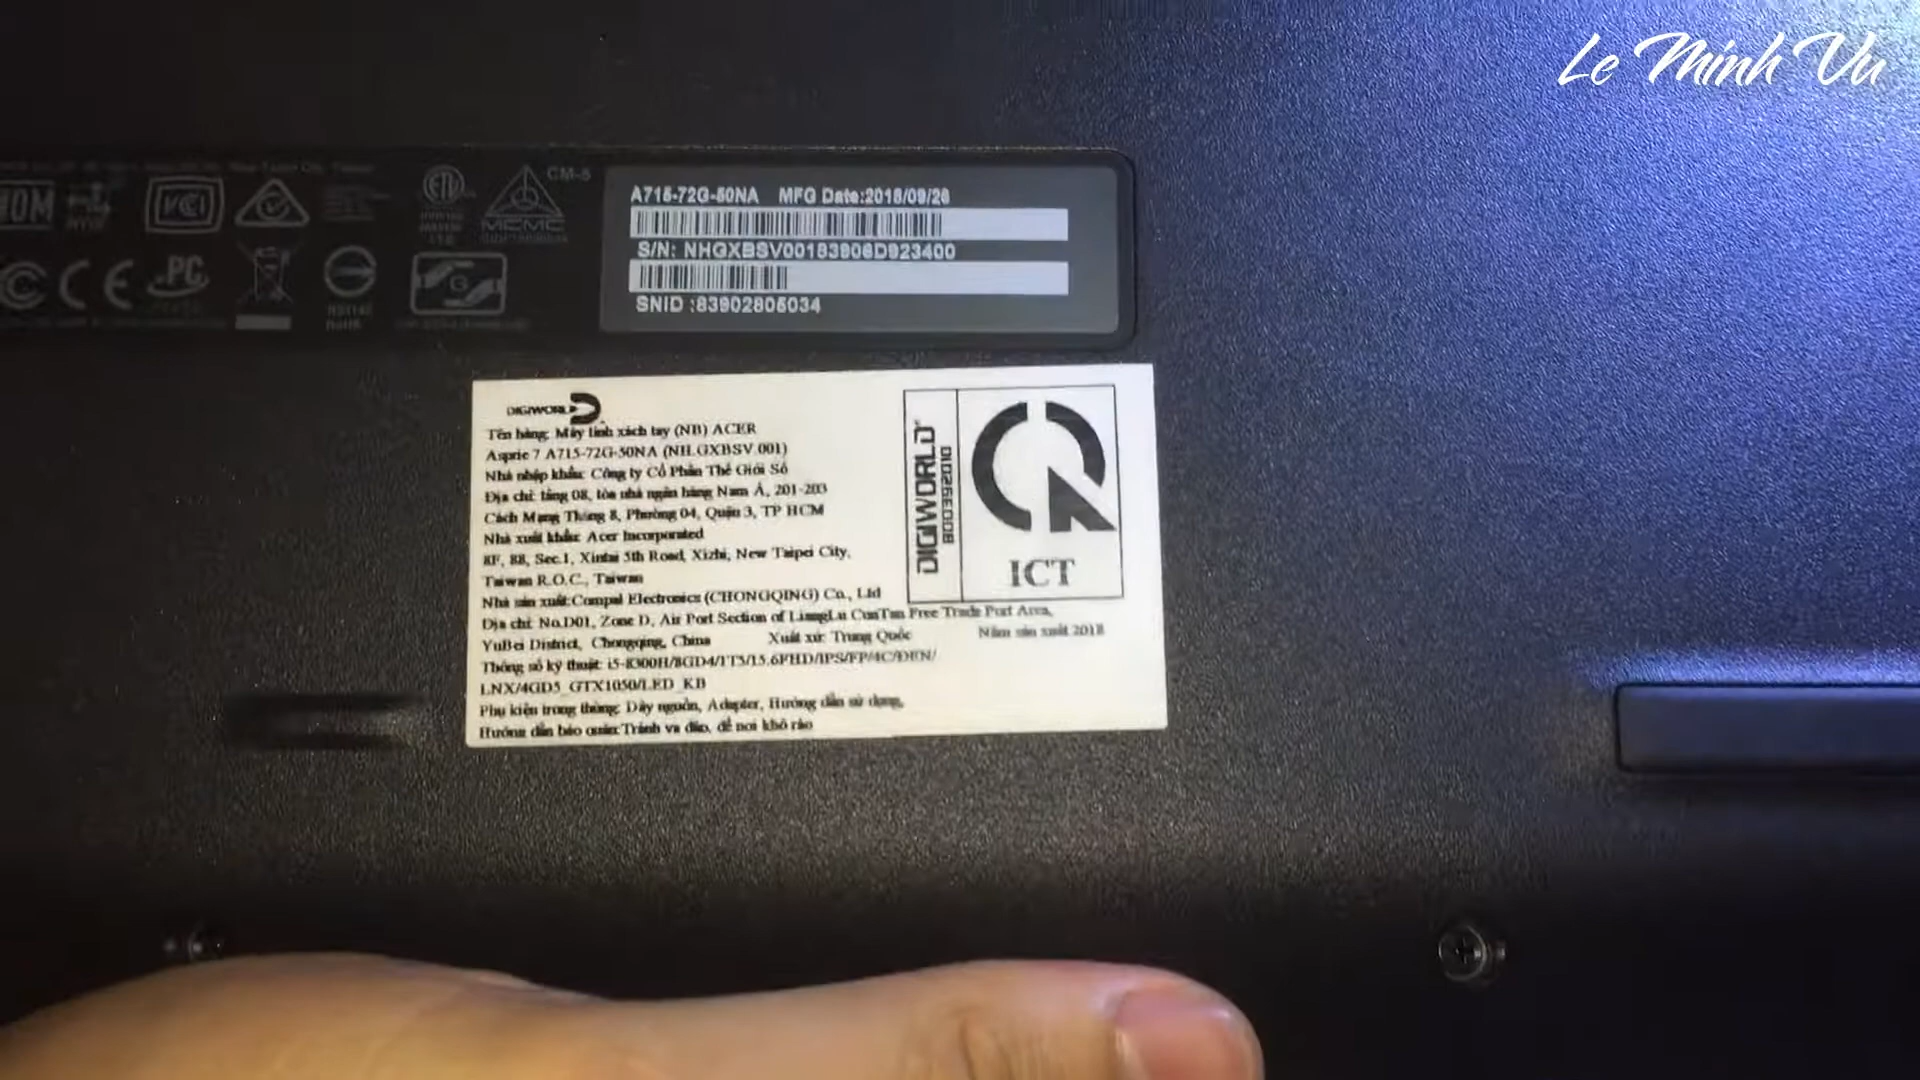 Le Minh Vu
CM-5
MCMC
A715-72G-50NA MFG Date:2018/09/26
S/N: NHGXBSV00183906D923400
SNID :83902805034
DIGIWORLD
Tên hàng: Máy tính xách tay (NB) ACER
Asprie 7 A715-72G-50NA (NH.GXBSV.001)
Nhà nhập khẩu: Công ty Cổ Phần Thế Giới Số
Địa chỉ: tầng 08, tòa nhà ngân hàng Nam Á, 201-203
Cách Mạng Tháng 8, Phường 04, Quận 3, TP HCM
Nhà xuất khẩu: Acer Incorporated
8F, 88, Sec.1, Xintai 5th Road, Xizhi, New Taipei City,
Taiwan R.O.C., Taiwan
Nhà sản xuất:Compal Electronics (CHONGQING) Co., Ltd
Địa chỉ: No.D01, Zone D, Air Port Section of LiangLu ConTan Free Trade Port Area,
YuBei District, Chongqing, China Xuất xứ: Trung Quốc Năm sản xuất 2018
Thông số kỹ thuật: i5-8300H/8GD4/1T5/15.6FHD/IPS/FP/4C/ĐEN/
LNX/4GD5_GTX1050/LED_KB
Phụ kiện trong thùng: Dây nguồn, Adapter, Hướng dẫn sử dụng,
Hướng dẫn bảo quản:Tránh va đập, để nơi khô ráo
DIGIWORLD
B00392010
ICT